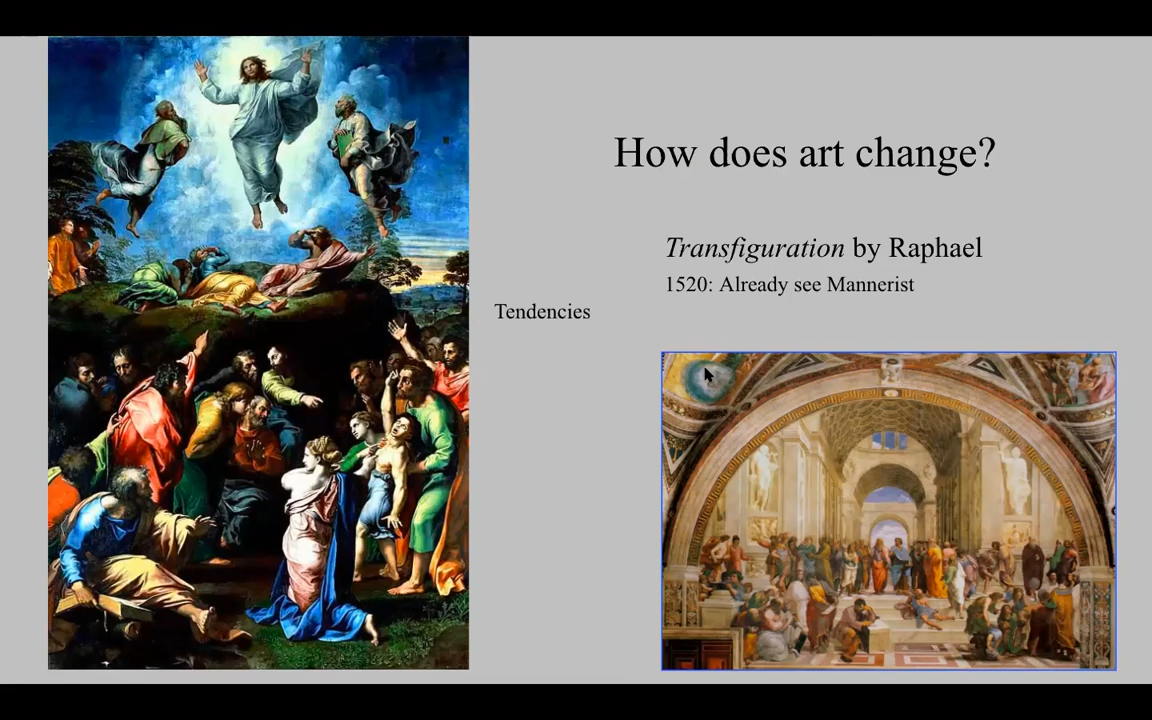 How does art change?
Transfiguration by Raphael
1520: Already see Mannerist
Tendencies